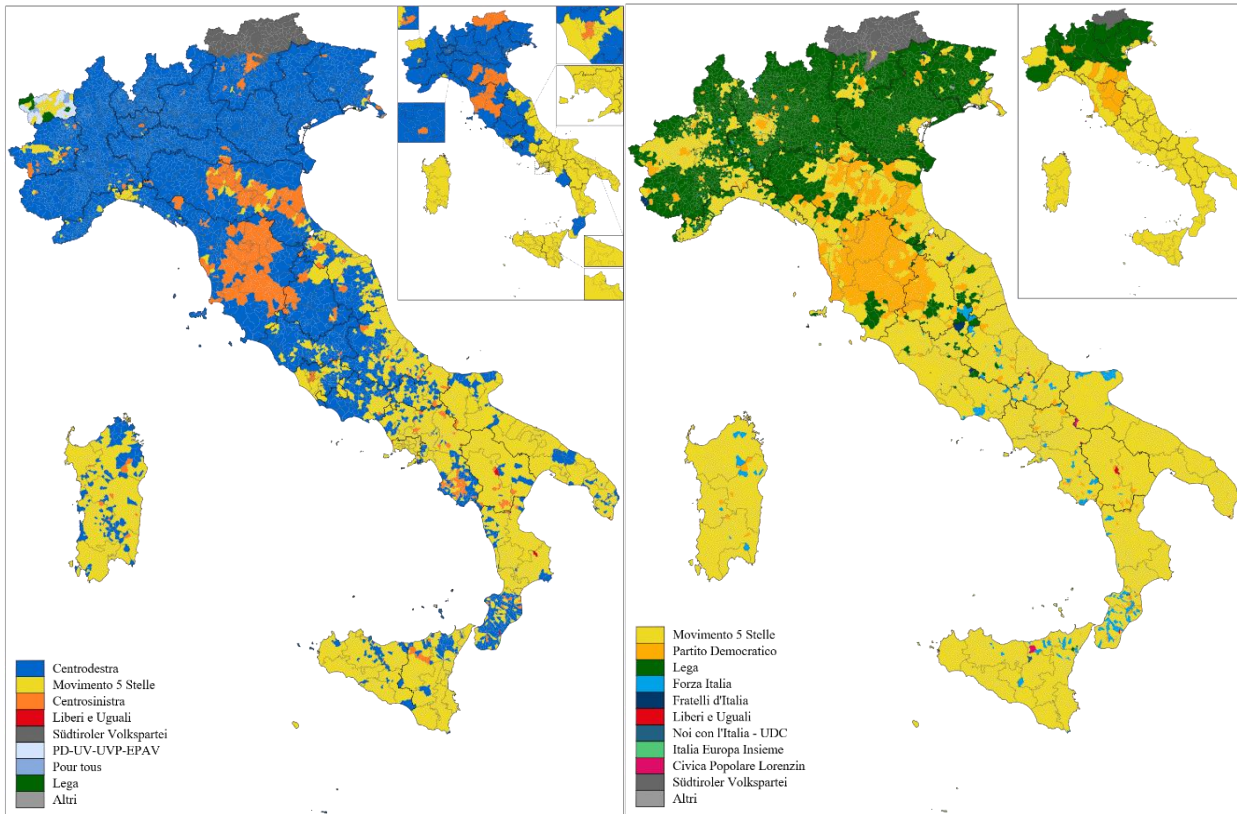 Centrodestra
Movimento 5 Stelle
Centrosinistra
Liberi e Uguali
Südtiroler Volkspartei
PD-UV-UVP-EPAV
Pour tous
Lega
Altri
Movimento 5 Stelle
Partito Democratico
Lega
Forza Italia
Fratelli d'Italia
Liberi e Uguali
Noi con l'Italia - UDC
Italia Europa Insieme
Civica Popolare Lorenzin
Südtiroler Volkspartei
Altri